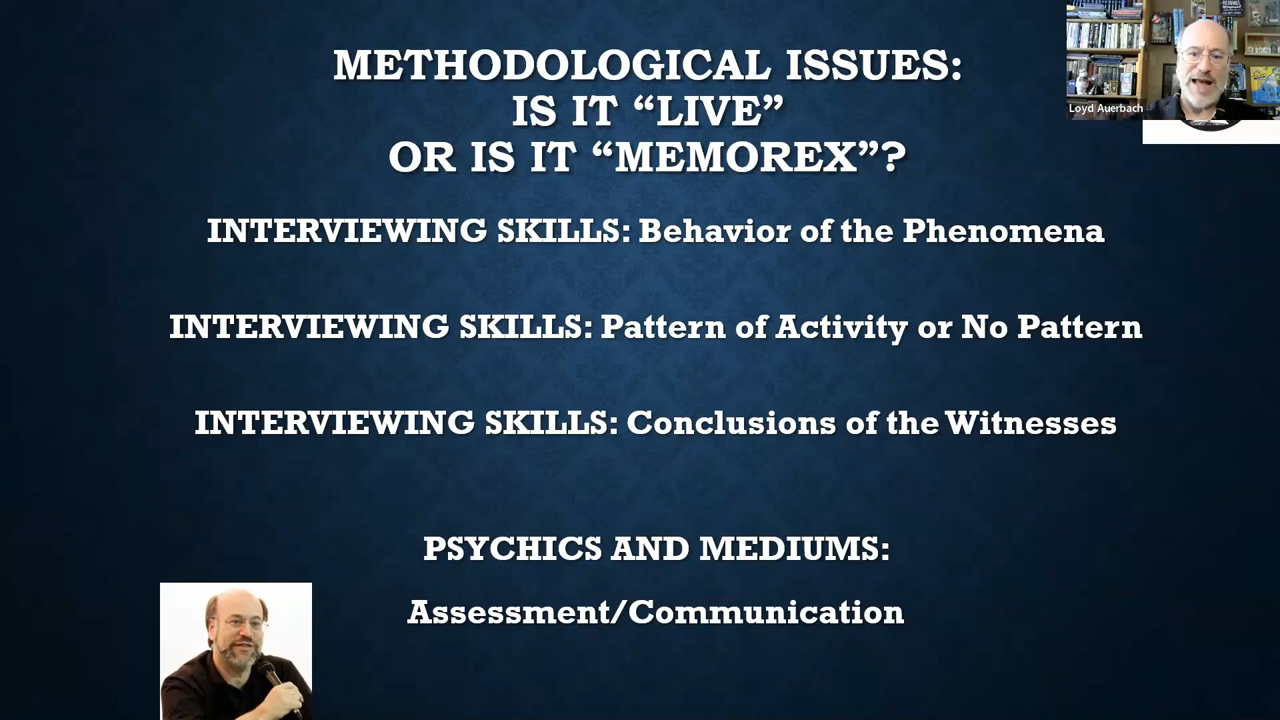 METHODOLOGICAL ISSUES:
IS IT “LIVE”
OR IS IT “MEMOREX”?
Loyd Auerbach
INTERVIEWING SKILLS: Behavior of the Phenomena
INTERVIEWING SKILLS: Pattern of Activity or No Pattern
INTERVIEWING SKILLS: Conclusions of the Witnesses
PSYCHICS AND MEDIUMS:
Assessment/Communication